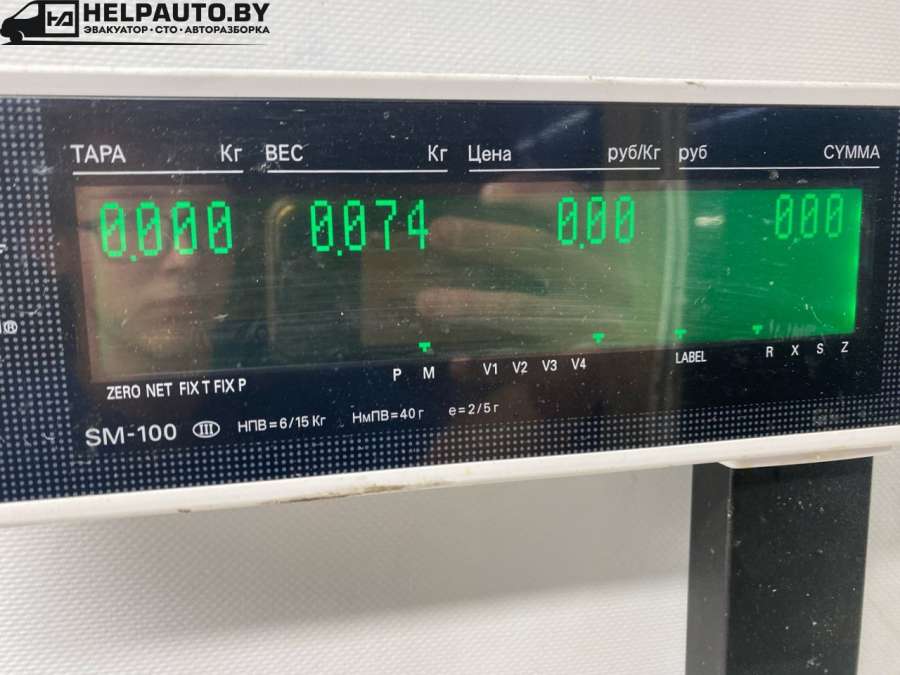 HELPAUTO.BY
ЭВАКУАТОР·СТО·АВТОРАЗБОРКА
ТАРА Кг ВЕС Кг Цена руб/Кг руб СУММА
0.000 0.074 0.00 0.00
P M V1 V2 V3 V4 LABEL R X S Z
ZERO NET FIX T FIX P
SM-100 III НПВ=6/15 Кг НмПВ=40 г e=2/5 г